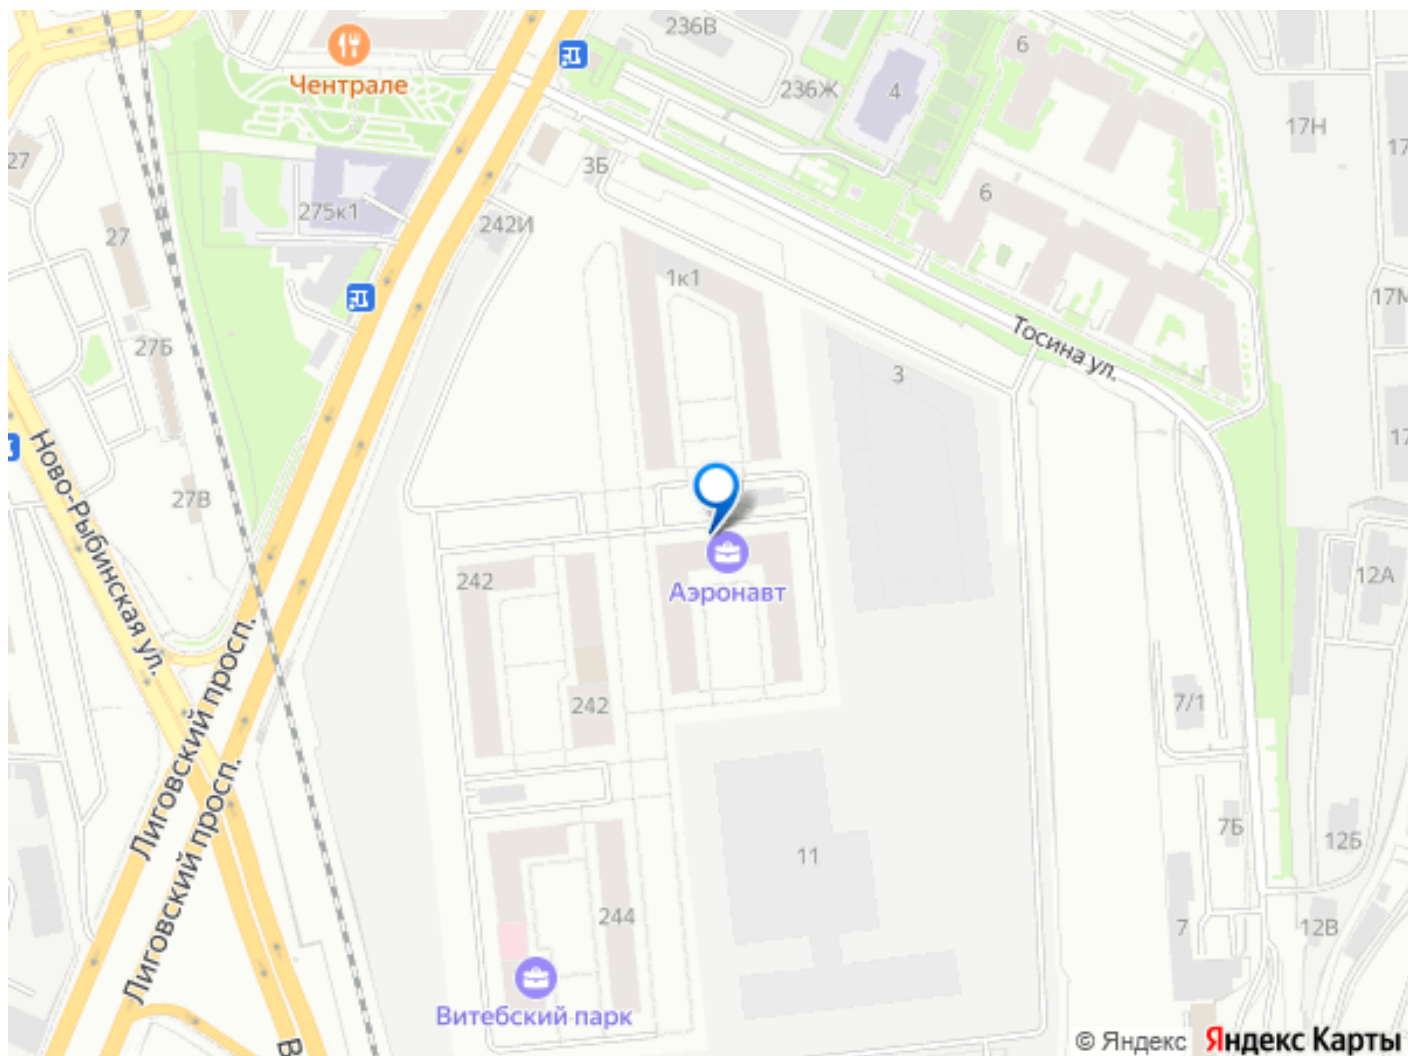 236В
6
Чентрале
236Ж
4
17Н
27
3Б
6
275к1
242И
27
1к1
17М
27Б
Тосина ул.
3
Ново-Рыбинская ул.
27В
242
Аэронавт
12А
Лиговский просп.
242
7/1
Лиговский просп.
7Б
12Б
11
244
7
12В
Витебский парк
© Яндекс Яндекс Карты